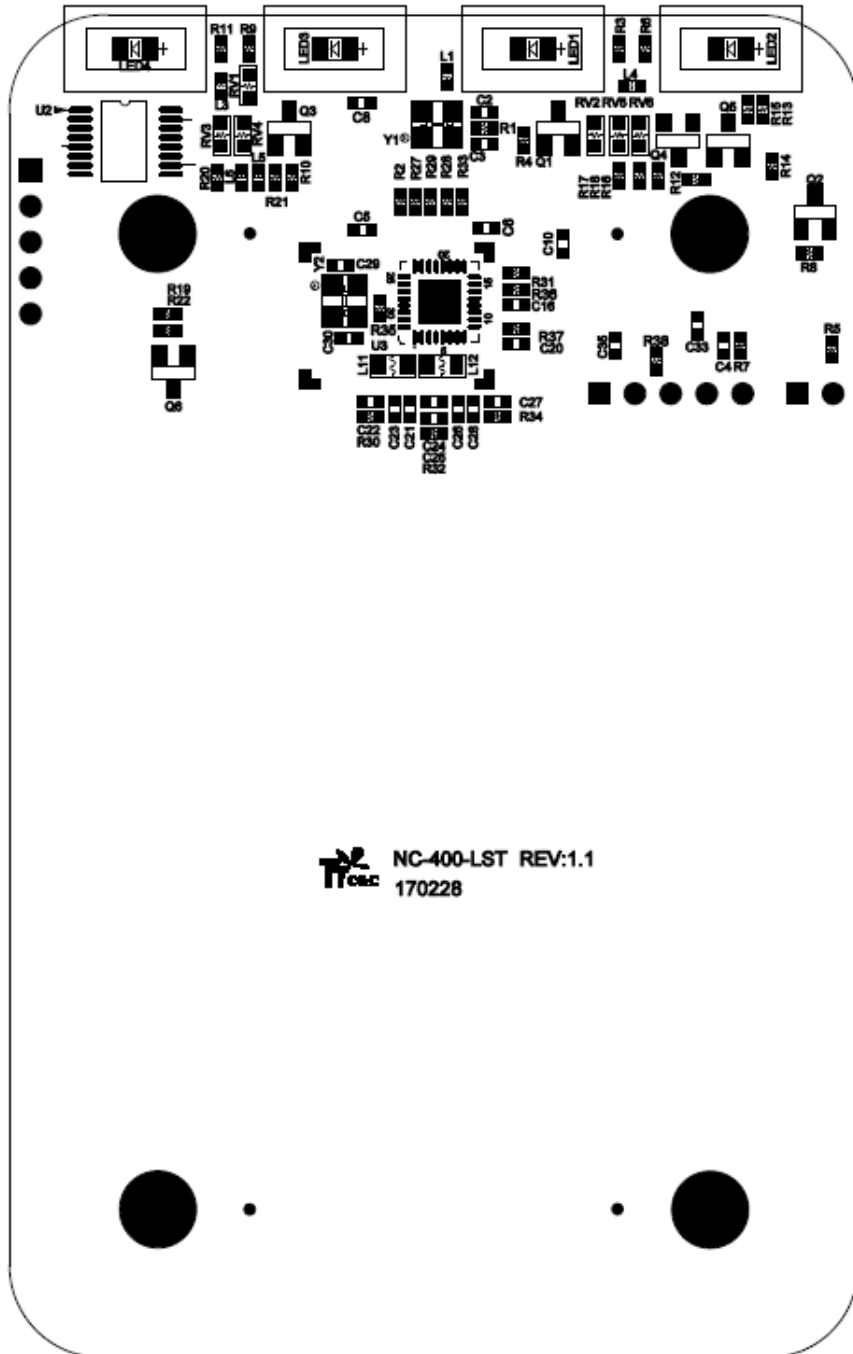 R11 R9 LED3 L1 LED1 R3 R6 LED2
LED4
L3 RV1 L4
U2 Q3 C8 C2 RV2 RV5 RV6 Q5 R15 R13
RV3 RV4 Y1 R1
C3 R4 Q1 Q4
R20 L6 L5 R10 R2 R27 R29 R28 R33 R17 R18 R16 R12 R14
R21 Q2
C5 C6 C10
30
Y2 C29 R8
R31
R19 R36
R22 C16 10
R35 R37 C33 R5
C30 U3 C20 C35 R38 C4 R7
L11 L12
C27
Q6 R34
R30 C23 C21 C26 C28
NC-400-LST REV:1.1
170228